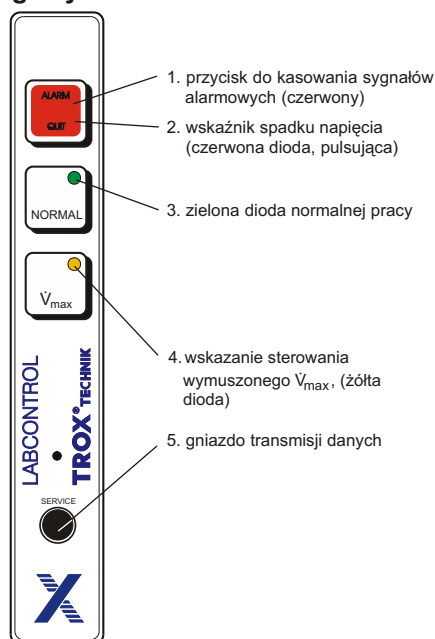 ALARM
QUIT
NORMAL
V̇max
LABCONTROL
TROX® TECHNIK
SERVICE
X
1. przycisk do kasowania sygnałów
alarmowych (czerwony)
2. wskaźnik spadku napięcia
(czerwona dioda, pulsująca)
3. zielona dioda normalnej pracy
4. wskazanie sterowania
wymuszonego V̇max, (żółta
dioda)
5. gniazdo transmisji danych